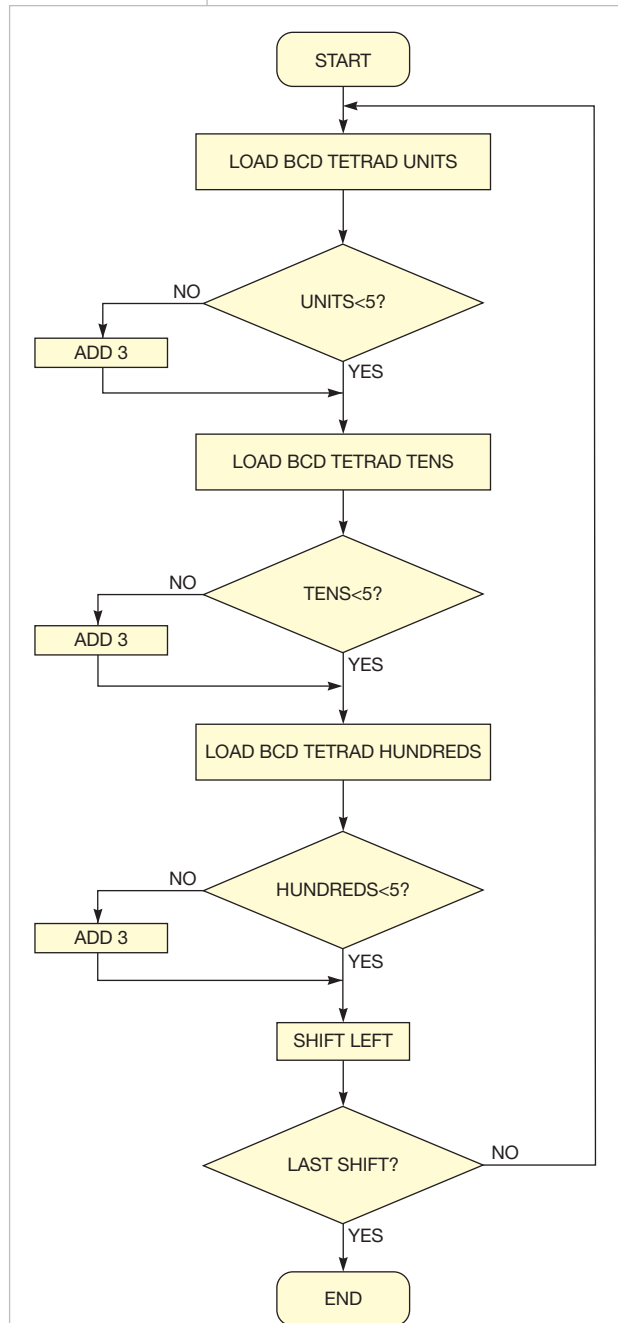 START
LOAD BCD TETRAD UNITS
UNITS<5?
NO
ADD 3
YES
LOAD BCD TETRAD TENS
TENS<5?
NO
ADD 3
YES
LOAD BCD TETRAD HUNDREDS
HUNDREDS<5?
NO
ADD 3
YES
SHIFT LEFT
LAST SHIFT?
NO
YES
END